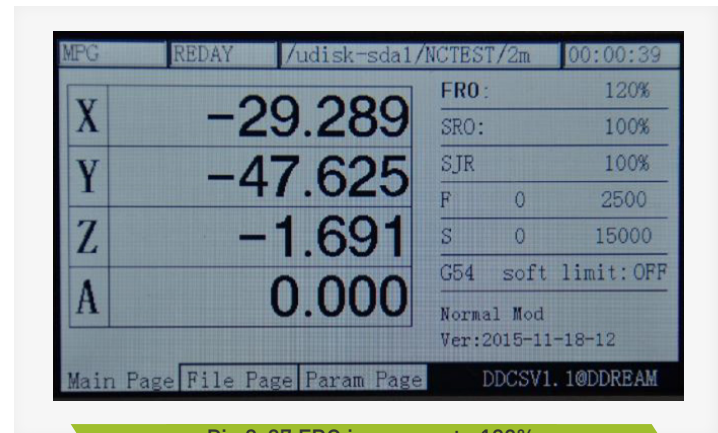 MPG REDAY /udisk-sda1/NCTEST/2m 00:00:39
X -29.289
Y -47.625
Z -1.691
A 0.000
FRO: 120%
SRO: 100%
SJR 100%
F 0 2500
S 0 15000
G54 soft limit:OFF
Normal Mod
Ver:2015-11-18-12
Main Page File Page Param Page DDCSV1.1@DDREAM